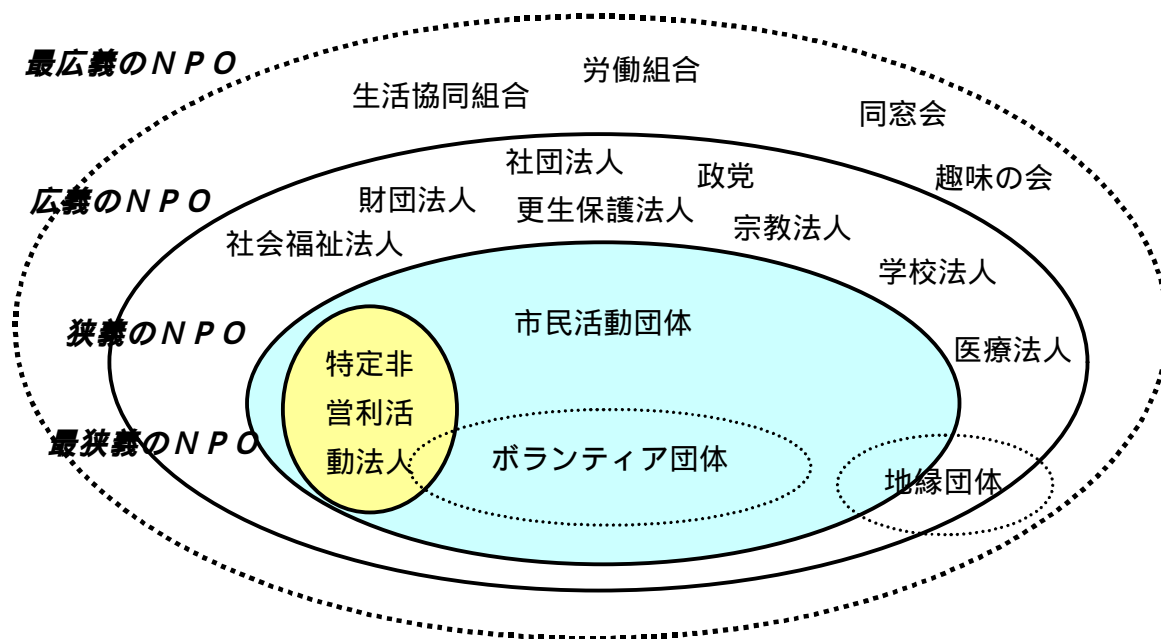 最広義のＮＰＯ
労働組合
生活協同組合
同窓会
社団法人
政党
趣味の会
広義のＮＰＯ
財団法人
更生保護法人
宗教法人
社会福祉法人
学校法人
狭義のＮＰＯ
市民活動団体
医療法人
特定非
営利活
動法人
最狭義のＮＰＯ
ボランティア団体
地縁団体